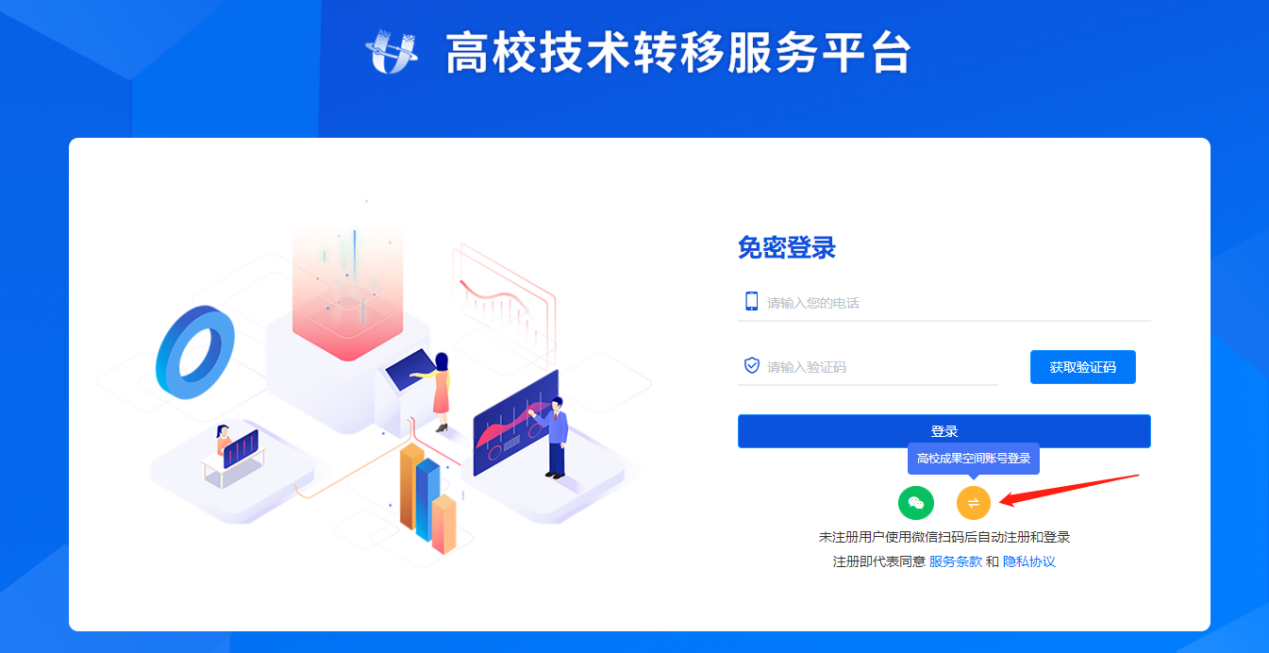 高校技术转移服务平台
免密登录
请输入您的电话
请输入验证码
获取验证码
登录
高校成果空间账号登录
未注册用户使用微信扫码后自动注册和登录
注册即代表同意 服务条款 和 隐私协议